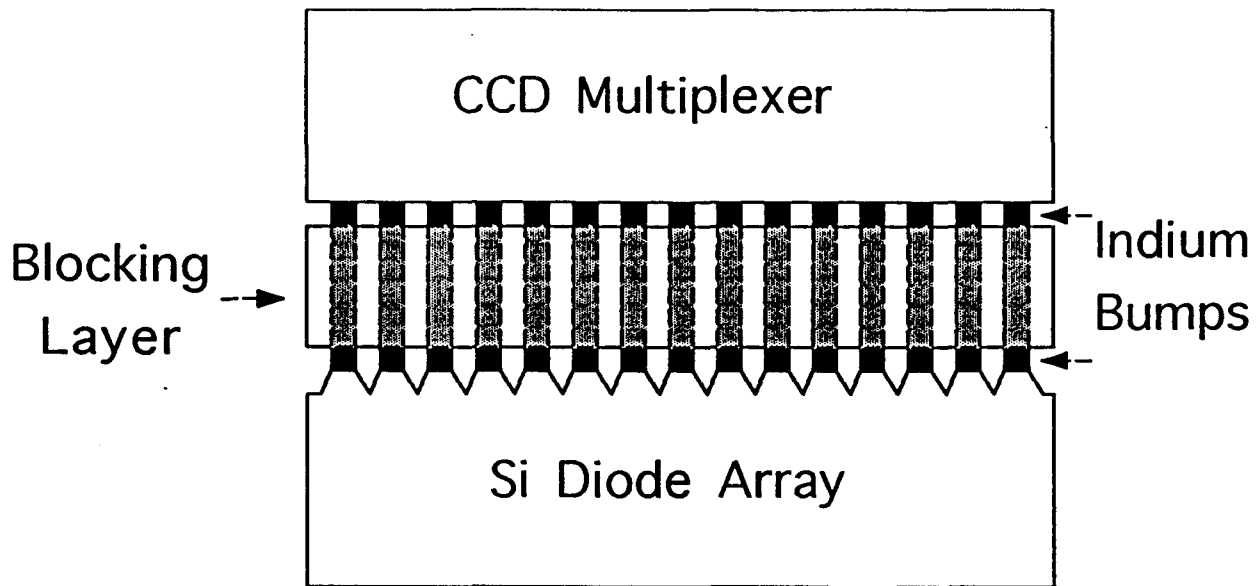 CCD Multiplexer
Blocking
Layer
Indium
Bumps
Si Diode Array